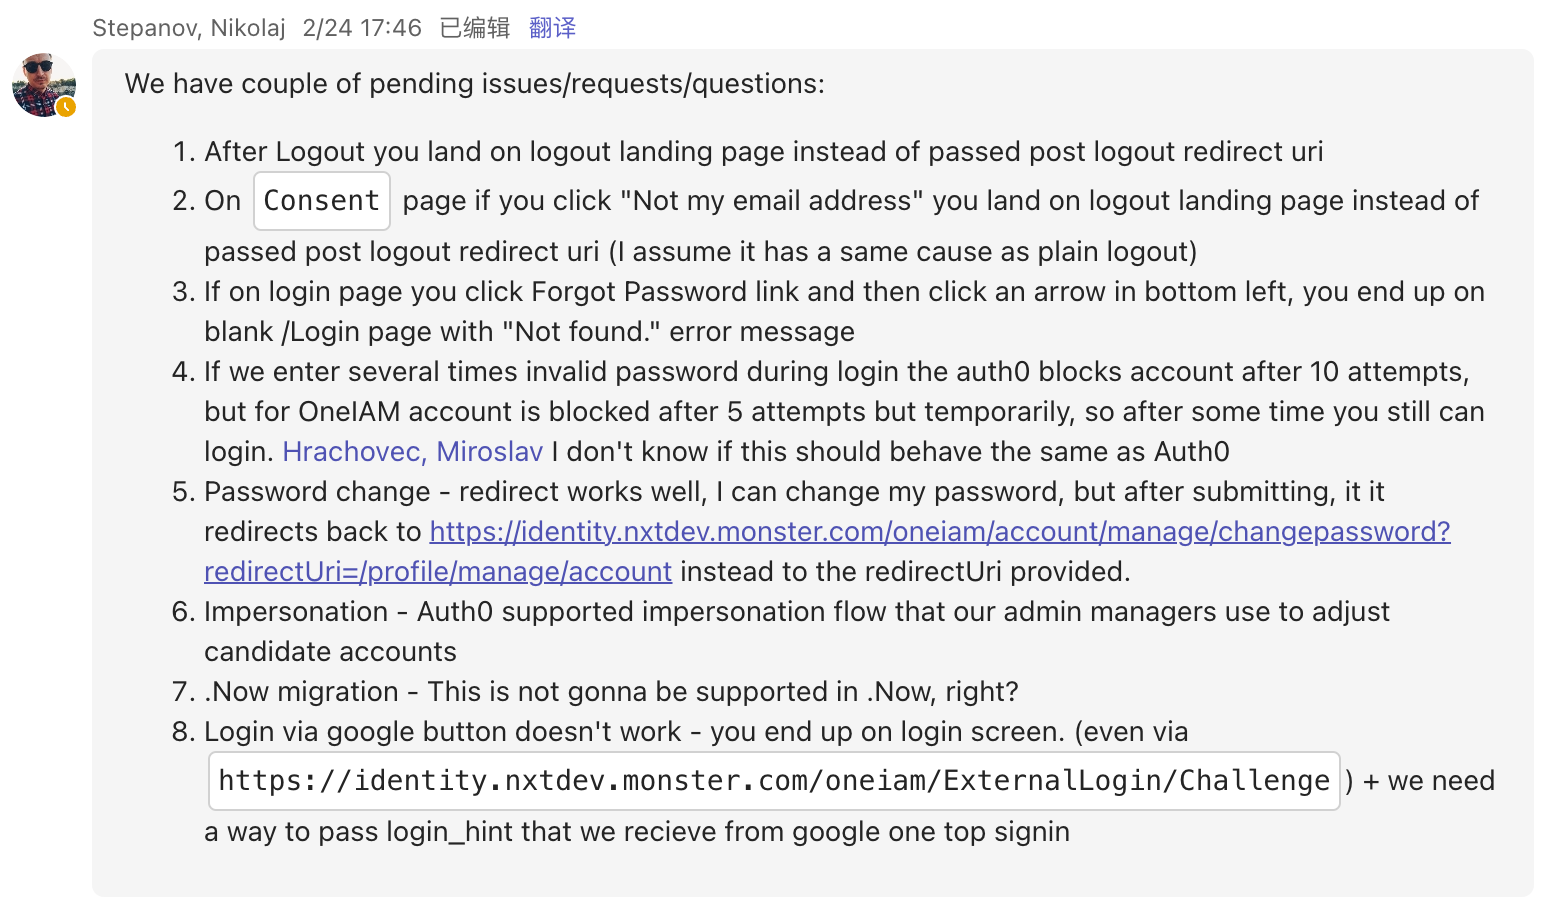 Stepanov, Nikolaj 2/24 17:46 已编辑 翻译
We have couple of pending issues/requests/questions:
1. After Logout you land on logout landing page instead of passed post logout redirect uri
2. On Consent page if you click "Not my email address" you land on logout landing page instead of
passed post logout redirect uri (I assume it has a same cause as plain logout)
3. If on login page you click Forgot Password link and then click an arrow in bottom left, you end up on
blank /Login page with "Not found." error message
4. If we enter several times invalid password during login the auth0 blocks account after 10 attempts,
but for OneIAM account is blocked after 5 attempts but temporarily, so after some time you still can
login. Hrachovec, Miroslav I don't know if this should behave the same as Auth0
5. Password change - redirect works well, I can change my password, but after submitting, it it
redirects back to https://identity.nxtdev.monster.com/oneiam/account/manage/changepassword?
redirectUri=/profile/manage/account instead to the redirectUri provided.
6. Impersonation - Auth0 supported impersonation flow that our admin managers use to adjust
candidate accounts
7. .Now migration - This is not gonna be supported in .Now, right?
8. Login via google button doesn't work - you end up on login screen. (even via
https://identity.nxtdev.monster.com/oneiam/ExternalLogin/Challenge ) + we need
a way to pass login_hint that we recieve from google one top signin